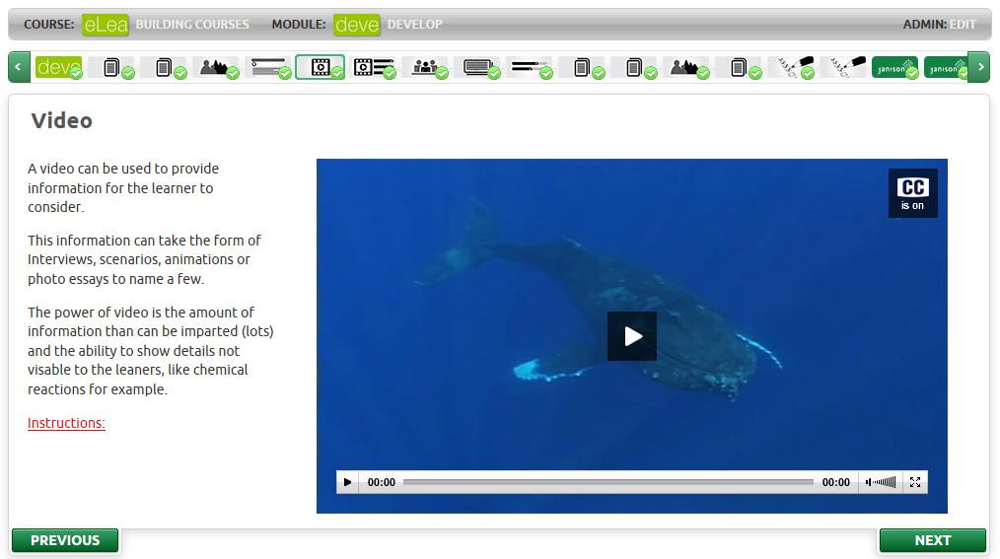 COURSE: eLea BUILDING COURSES MODULE: deve DEVELOP ADMIN: EDIT
deve janison janison
Video
A video can be used to provide
information for the learner to
consider.
This information can take the form of
Interviews, scenarios, animations or
photo essays to name a few.
The power of video is the amount of
information than can be imparted (lots)
and the ability to show details not
visable to the leaners, like chemical
reactions for example.
Instructions:
CC
is on
00:00 00:00
PREVIOUS NEXT